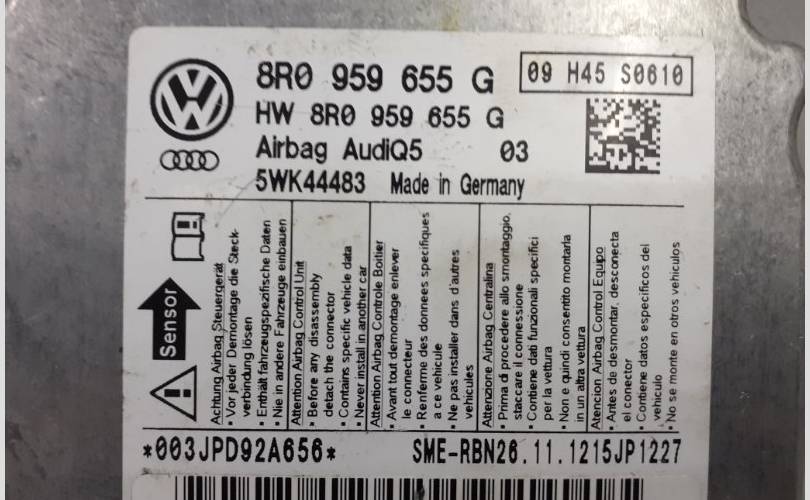 8R0 959 655 G
09 H45 S0610
HW 8R0 959 655 G
Airbag AudiQ5 03
5WK44483 Made in Germany
Sensor
Achtung Airbag Steuergerät
• Vor jeder Demontage die Steck-
verbindung lösen
• Enthält fahrzeugspezifische Daten
• Nie in andere Fahrzeuge einbauen
Attention Airbag Control Unit
• Before any disassembly
detach the connector
• Contains specific vehicle data
• Never install in another car
Attention Airbag Controle Boitier
• Avant tout demontage enlever
le connecteur
• Renferme des donnees specifiques
a ce vehicule
• Ne pas installer dans d'autres
vehicules
Attenzione Airbag Centralina
• Prima di procedere allo smontaggio,
staccare il connessione
• Contiene dati funzionali specifici
per la vettura
• Non e quindi consentito montarla
in un altra vettura
Atencion Airbag Control Equipo
• Antes de desmontar, desconecta
el conector
• Contiene datos especificos del
vehiculo
• No se monte en otros vehiculos
*003JPD92A656*
SME-RBN26.11.1215JP1227